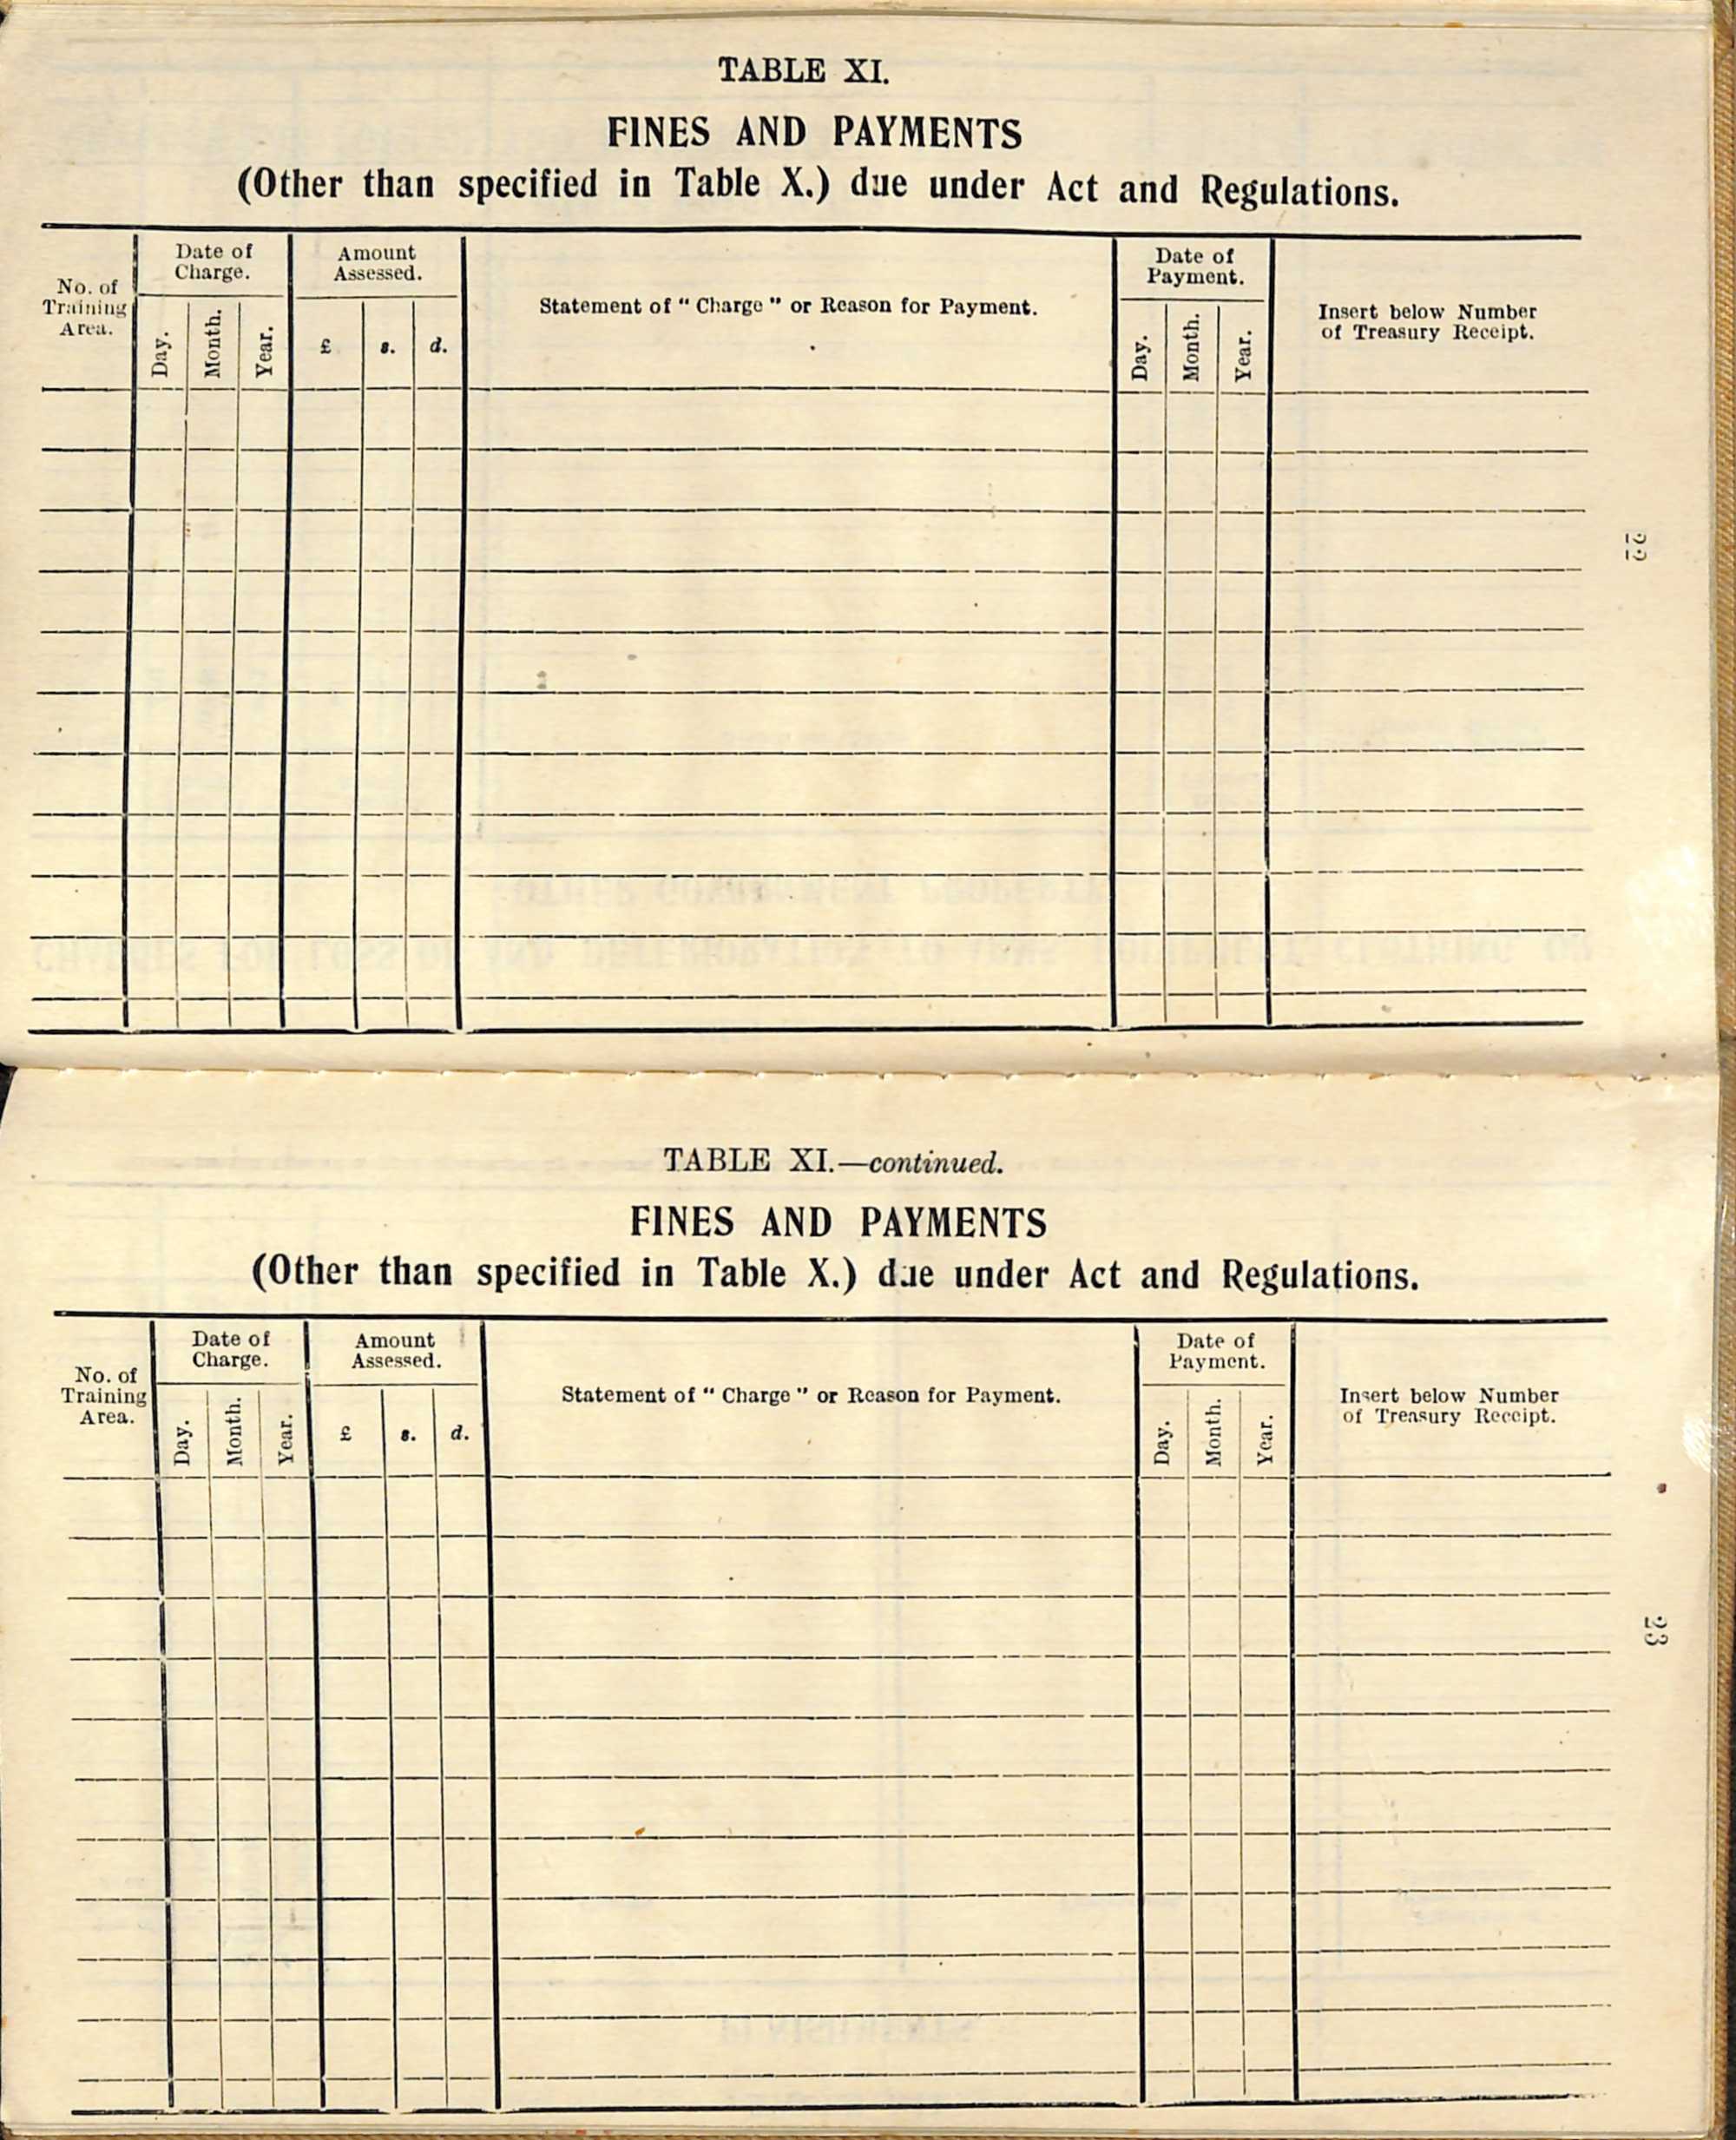 TABLE XI.
FINES AND PAYMENTS
(Other than specified in Table X.) due under Act and Regulations.
No. of
Training
Area.
Date of
Charge.
Day.
Month.
Year.
Amount
Assessed.
£
s.
d.
Statement of " Charge " or Reason for Payment.
Date of
Payment.
Day.
Month.
Year.
Insert below Number
of Treasury Receipt.
22
TABLE XI.—continued.
FINES AND PAYMENTS
(Other than specified in Table X.) due under Act and Regulations.
No. of
Training
Area.
Date of
Charge.
Day.
Month.
Year.
Amount
Assessed.
£
s.
d.
Statement of " Charge " or Reason for Payment.
Date of
Payment.
Day.
Month.
Year.
Insert below Number
of Treasury Receipt.
23